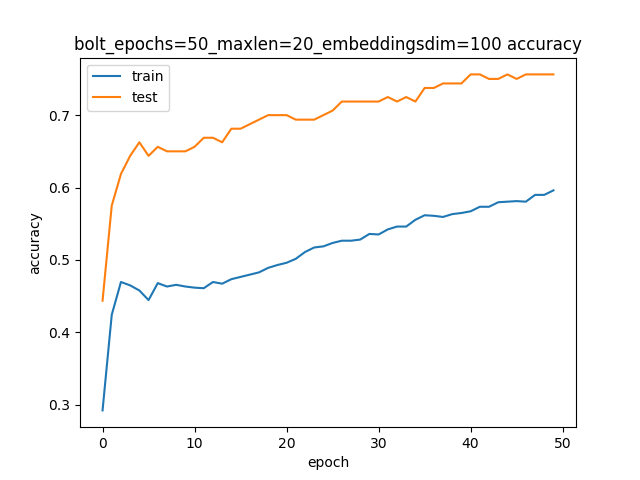 bolt_epochs=50_maxlen=20_embeddingsdim=100 accuracy
train
test
accuracy
0.7
0.6
0.5
0.4
0.3
0 10 20 30 40 50
epoch